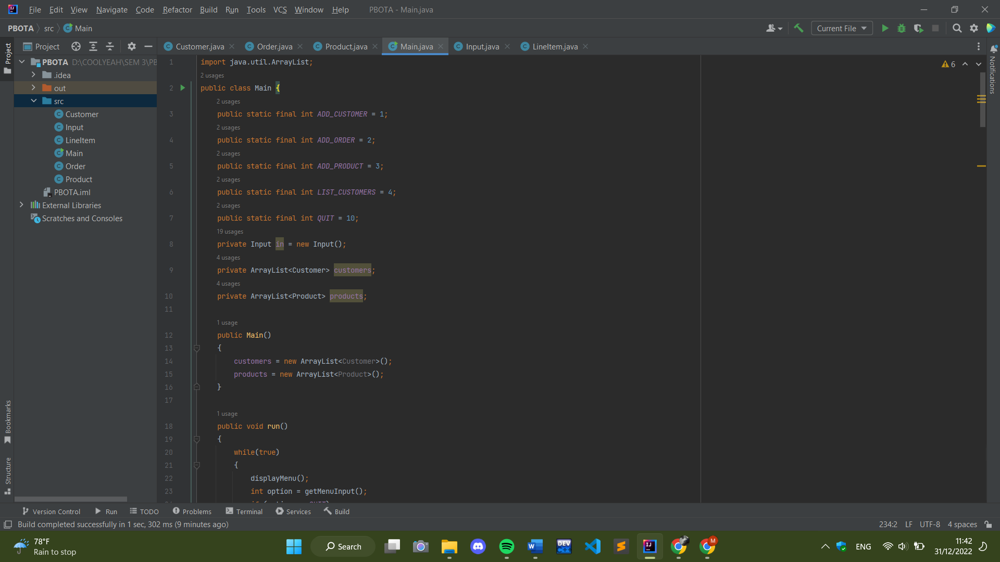 File Edit View Navigate Code Refactor Build Run Tools VCS Window Help PBOTA - Main.java
PBOTA src Main
Current File
Project
Project
Customer.java Order.java Product.java Main.java Input.java LineItem.java
PBOTA D:\COOLYEAH\SEM 3\PB
.idea
out
src
Customer
Input
LineItem
Main
Order
Product
PBOTA.iml
External Libraries
Scratches and Consoles
Bookmarks
Structure
6
Notifications
1 import java.util.ArrayList;
2 usages
2 public class Main {
2 usages
3 public static final int ADD_CUSTOMER = 1;
2 usages
4 public static final int ADD_ORDER = 2;
2 usages
5 public static final int ADD_PRODUCT = 3;
2 usages
6 public static final int LIST_CUSTOMERS = 4;
2 usages
7 public static final int QUIT = 10;
19 usages
8 private Input in = new Input();
4 usages
9 private ArrayList<Customer> customers;
4 usages
10 private ArrayList<Product> products;
11
1 usage
12 public Main()
13 {
14 customers = new ArrayList<Customer>();
15 products = new ArrayList<Product>();
16 }
17
1 usage
18 public void run()
19 {
20 while(true)
21 {
22 displayMenu();
23 int option = getMenuInput();
Version Control Run TODO Problems Terminal Services Build
Build completed successfully in 1 sec, 302 ms (9 minutes ago)
234:2 LF UTF-8 4 spaces
78°F
Rain to stop
Search
DEV
C++
W
IJ
M
ENG
11:42
31/12/2022